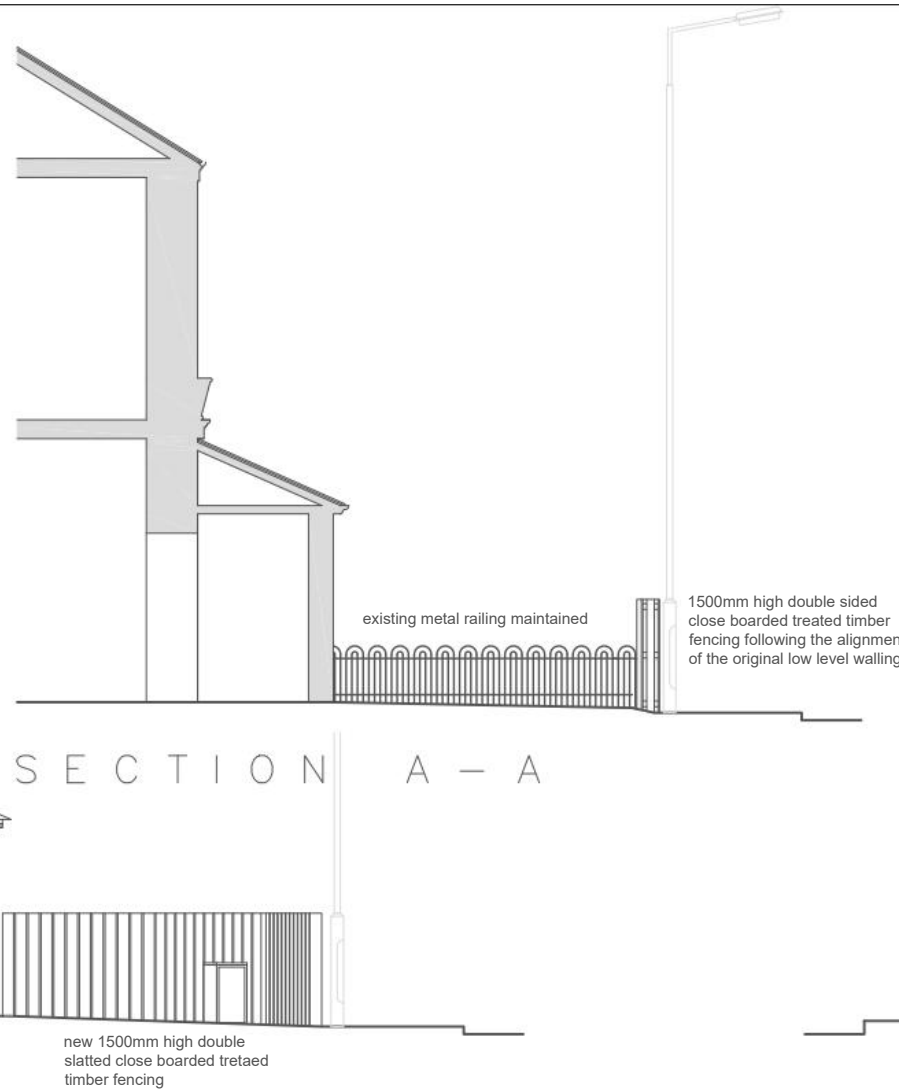 existing metal railing maintained
1500mm high double sided
close boarded treated timber
fencing following the alignmen
of the original low level walling
SECTION A - A
new 1500mm high double
slatted close boarded tretaed
timber fencing